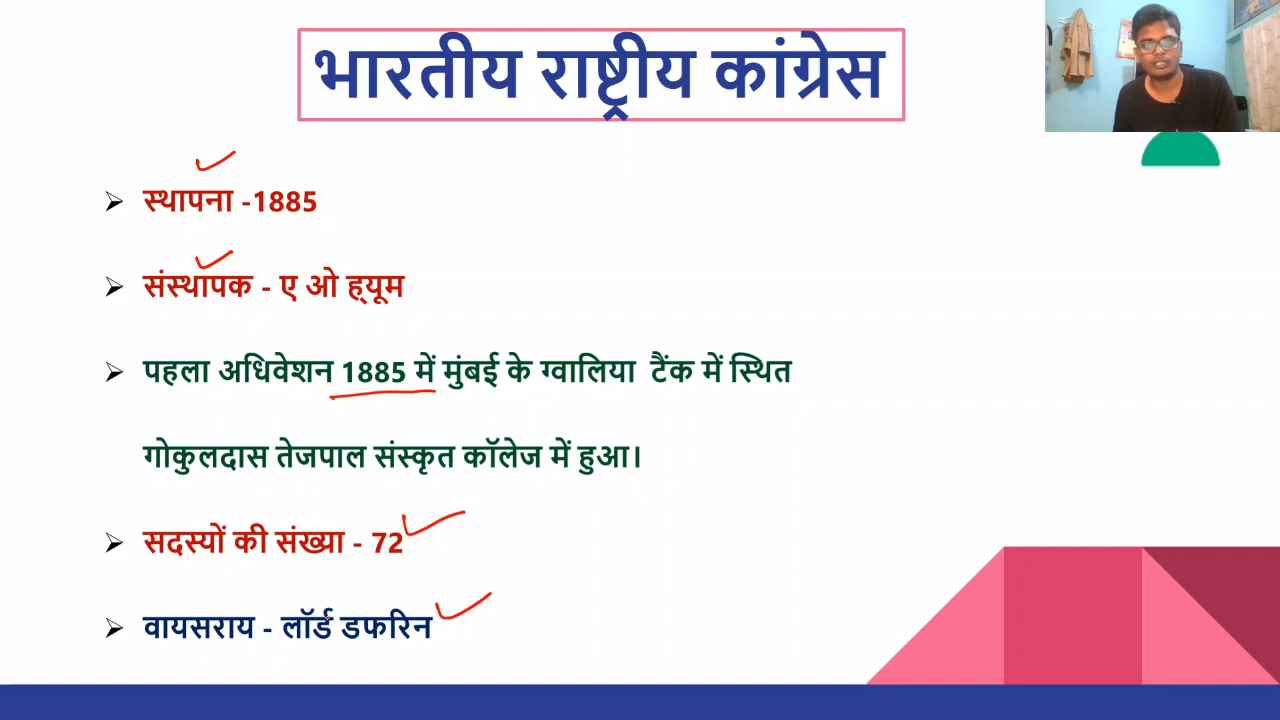 भारतीय राष्ट्रीय कांग्रेस
स्थापना -1885
संस्थापक - ए ओ ह्यूम
पहला अधिवेशन 1885 में मुंबई के ग्वालिया टैंक में स्थित
गोकुलदास तेजपाल संस्कृत कॉलेज में हुआ।
सदस्यों की संख्या - 72
वायसराय - लॉर्ड डफरिन